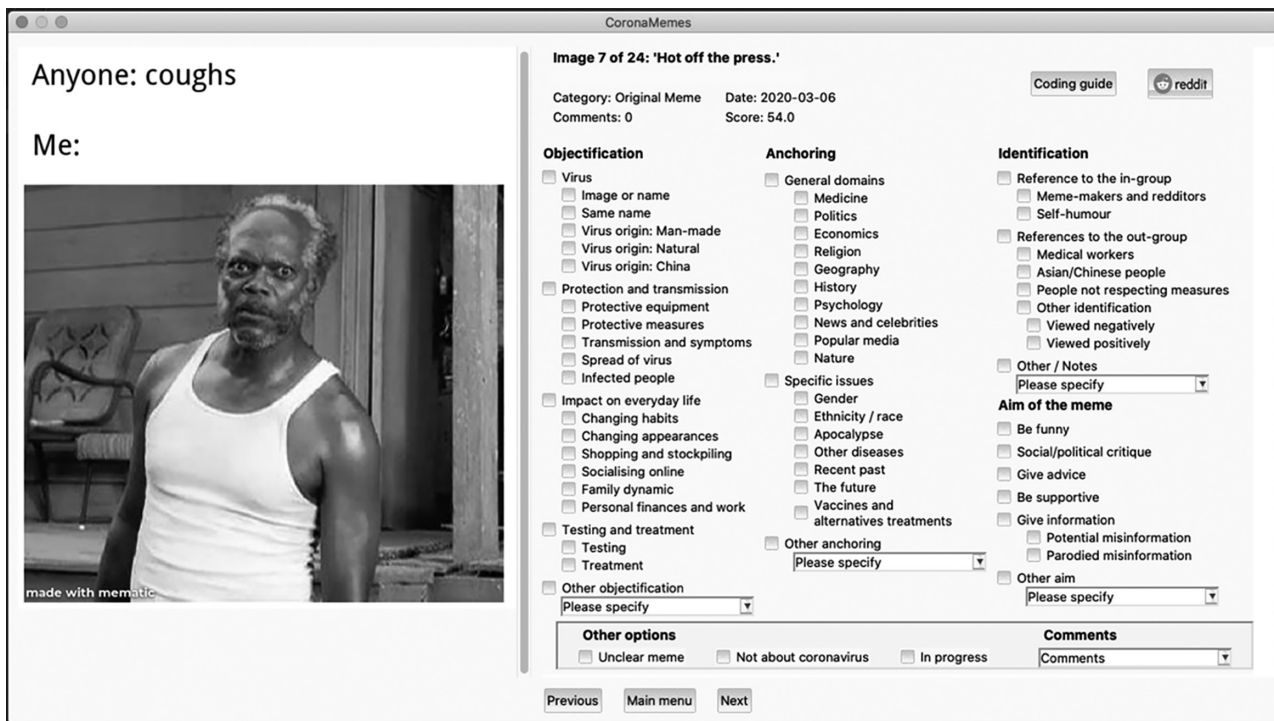 CoronaMemes
Anyone: coughs
Me:
made with mematic
Image 7 of 24: 'Hot off the press.'
Category: Original Meme Date: 2020-03-06
Comments: 0 Score: 54.0
Coding guide
reddit
Objectification
Virus
Image or name
Same name
Virus origin: Man-made
Virus origin: Natural
Virus origin: China
Protection and transmission
Protective equipment
Protective measures
Transmission and symptoms
Spread of virus
Infected people
Impact on everyday life
Changing habits
Changing appearances
Shopping and stockpiling
Socialising online
Family dynamic
Personal finances and work
Testing and treatment
Testing
Treatment
Other objectification
Please specify
Anchoring
General domains
Medicine
Politics
Economics
Religion
Geography
History
Psychology
News and celebrities
Popular media
Nature
Specific issues
Gender
Ethnicity / race
Apocalypse
Other diseases
Recent past
The future
Vaccines and
alternatives treatments
Other anchoring
Please specify
Identification
Reference to the in-group
Meme-makers and redditors
Self-humour
References to the out-group
Medical workers
Asian/Chinese people
People not respecting measures
Other identification
Viewed negatively
Viewed positively
Other / Notes
Please specify
Aim of the meme
Be funny
Social/political critique
Give advice
Be supportive
Give information
Potential misinformation
Parodied misinformation
Other aim
Please specify
Other options
Unclear meme Not about coronavirus In progress
Comments
Comments
Previous Main menu Next